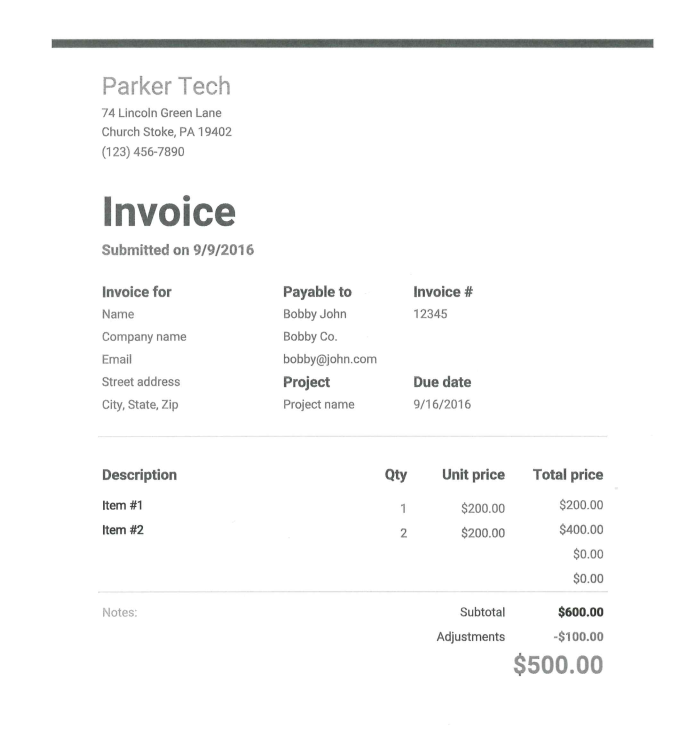 Parker Tech
74 Lincoln Green Lane
Church Stoke, PA 19402
(123) 456-7890
Invoice
Submitted on 9/9/2016
Invoice for Payable to Invoice #
Name Bobby John 12345
Company name Bobby Co.
Email bobby@john.com
Street address Project Due date
City, State, Zip Project name 9/16/2016
Description Qty Unit price Total price
Item #1 1 $200.00 $200.00
Item #2 2 $200.00 $400.00
$0.00
$0.00
Notes: Subtotal $600.00
Adjustments -$100.00
$500.00